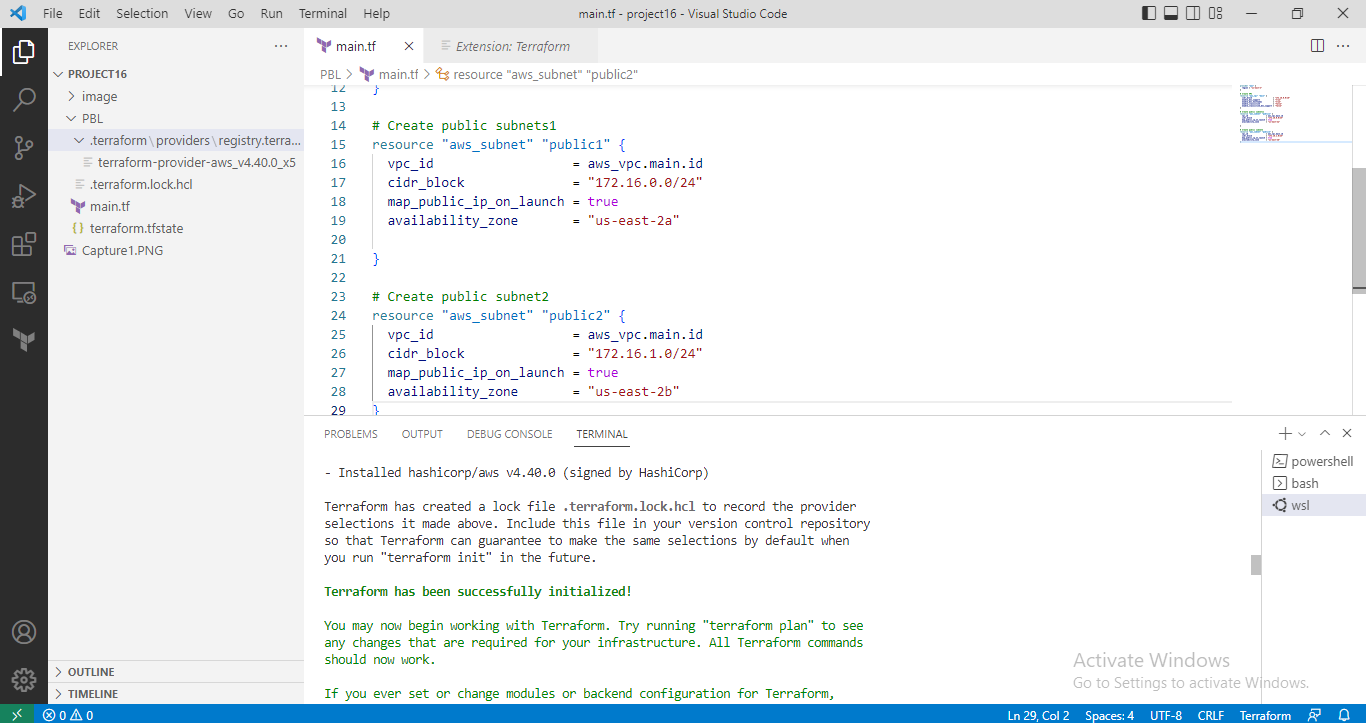 File Edit Selection View Go Run Terminal Help main.tf - project16 - Visual Studio Code
EXPLORER
PROJECT16
image
PBL
.terraform\providers\registry.terra...
terraform-provider-aws_v4.40.0_x5
.terraform.lock.hcl
main.tf
terraform.tfstate
Capture1.PNG
OUTLINE
TIMELINE
main.tf Extension: Terraform
PBL > main.tf > resource "aws_subnet" "public2"
12 }
13
14 # Create public subnets1
15 resource "aws_subnet" "public1" {
16 vpc_id = aws_vpc.main.id
17 cidr_block = "172.16.0.0/24"
18 map_public_ip_on_launch = true
19 availability_zone = "us-east-2a"
20
21 }
22
23 # Create public subnet2
24 resource "aws_subnet" "public2" {
25 vpc_id = aws_vpc.main.id
26 cidr_block = "172.16.1.0/24"
27 map_public_ip_on_launch = true
28 availability_zone = "us-east-2b"
29 }
PROBLEMS OUTPUT DEBUG CONSOLE TERMINAL
- Installed hashicorp/aws v4.40.0 (signed by HashiCorp)
Terraform has created a lock file .terraform.lock.hcl to record the provider
selections it made above. Include this file in your version control repository
so that Terraform can guarantee to make the same selections by default when
you run "terraform init" in the future.
Terraform has been successfully initialized!
You may now begin working with Terraform. Try running "terraform plan" to see
any changes that are required for your infrastructure. All Terraform commands
should now work.
If you ever set or change modules or backend configuration for Terraform,
powershell
bash
wsl
Activate Windows
Go to Settings to activate Windows.
0 0 Ln 29, Col 2 Spaces: 4 UTF-8 CRLF Terraform